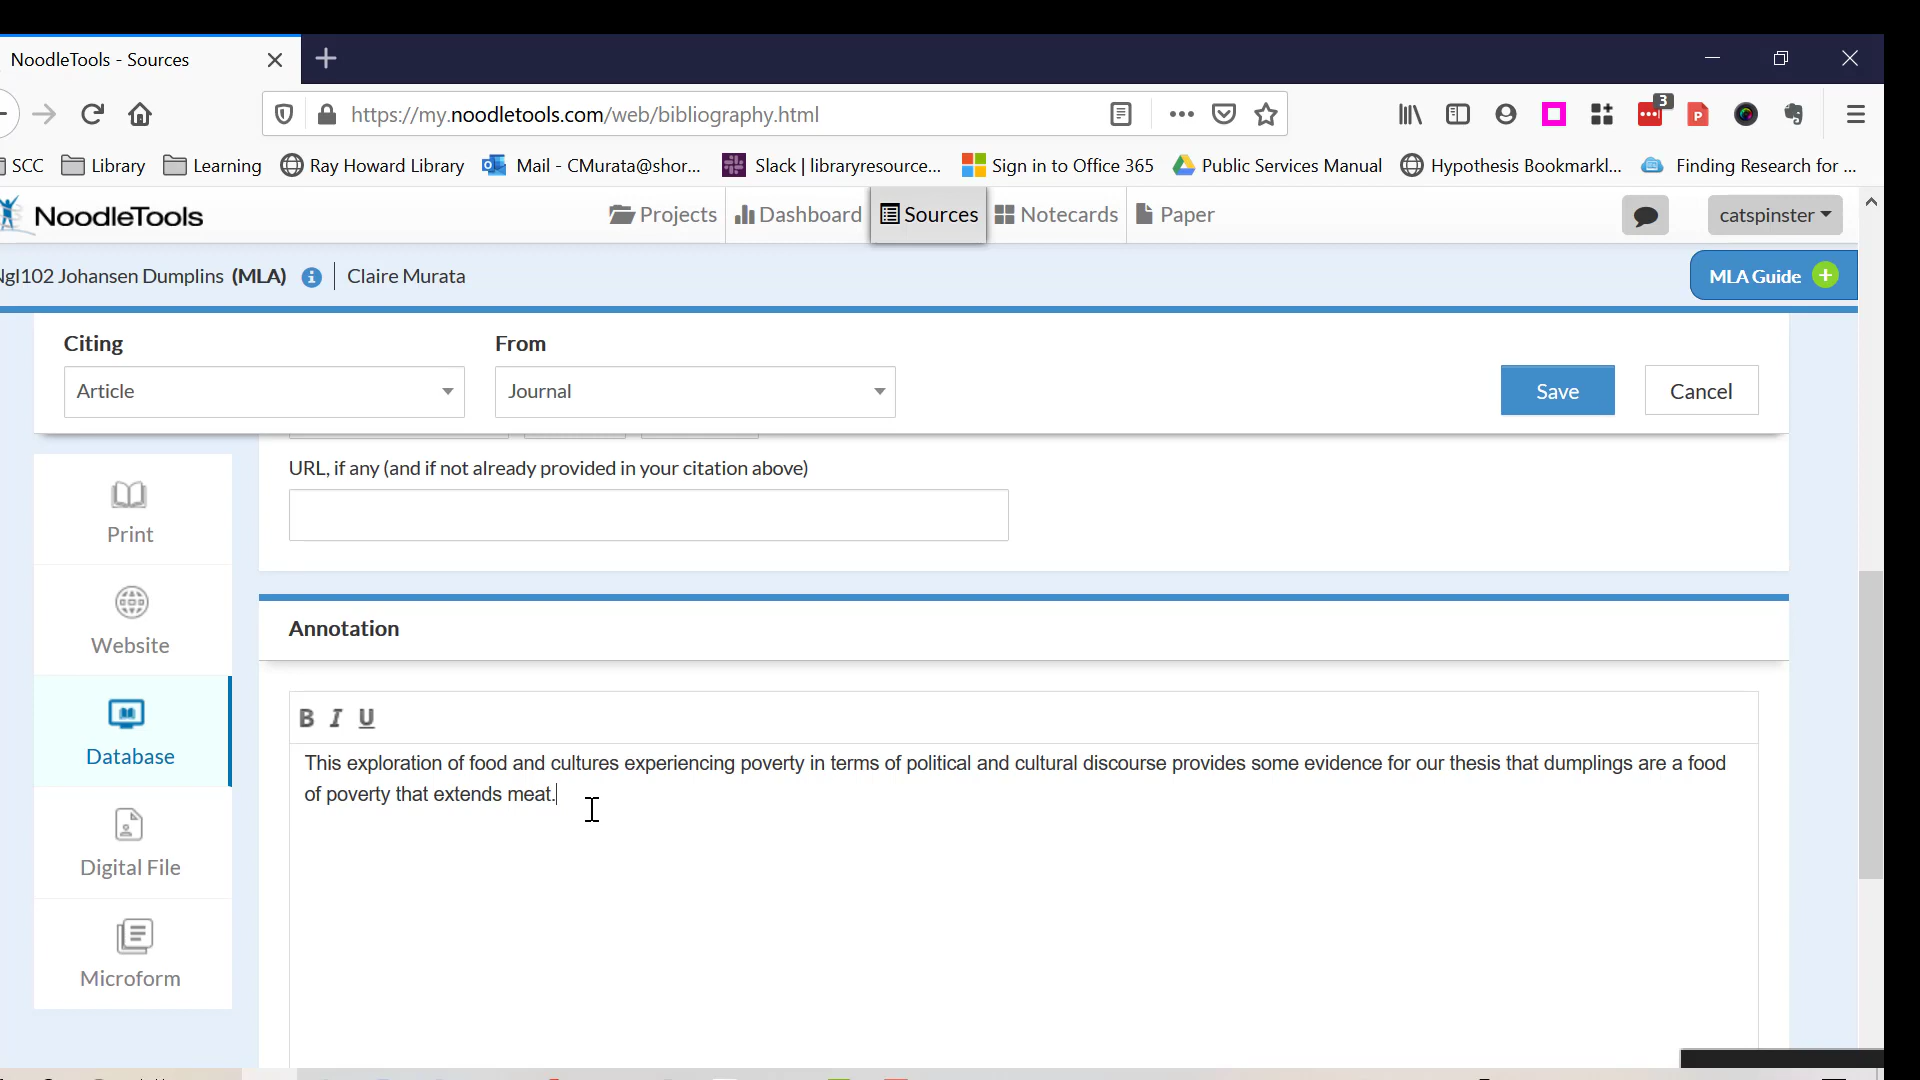 NoodleTools - Sources
https://my.noodletools.com/web/bibliography.html
3
SCC Library Learning Ray Howard Library Mail - CMurata@shor... Slack | libraryresource... Sign in to Office 365 Public Services Manual Hypothesis Bookmarkl... Finding Research for ...
NoodleTools Projects Dashboard Sources Notecards Paper catspinster
Ngl102 Johansen Dumplins (MLA) Claire Murata MLA Guide
Citing From
Article Journal Save Cancel
URL, if any (and if not already provided in your citation above)
Print
Website
Annotation
B I U
Database
This exploration of food and cultures experiencing poverty in terms of political and cultural discourse provides some evidence for our thesis that dumplings are a food
of poverty that extends meat.
Digital File
Microform